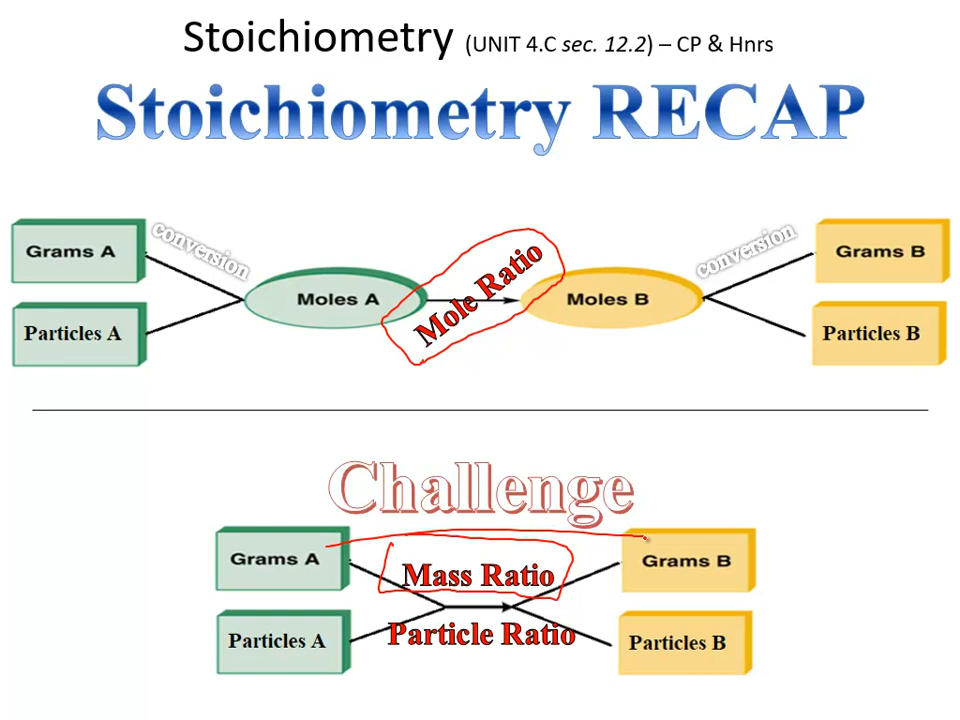 Stoichiometry (UNIT 4.C sec. 12.2) – CP & Hnrs
Stoichiometry RECAP
Grams A
conversion
Moles A
Mole Ratio
Moles B
conversion
Grams B
Particles A
Particles B
Challenge
Grams A
Mass Ratio
Grams B
Particles A
Particle Ratio
Particles B